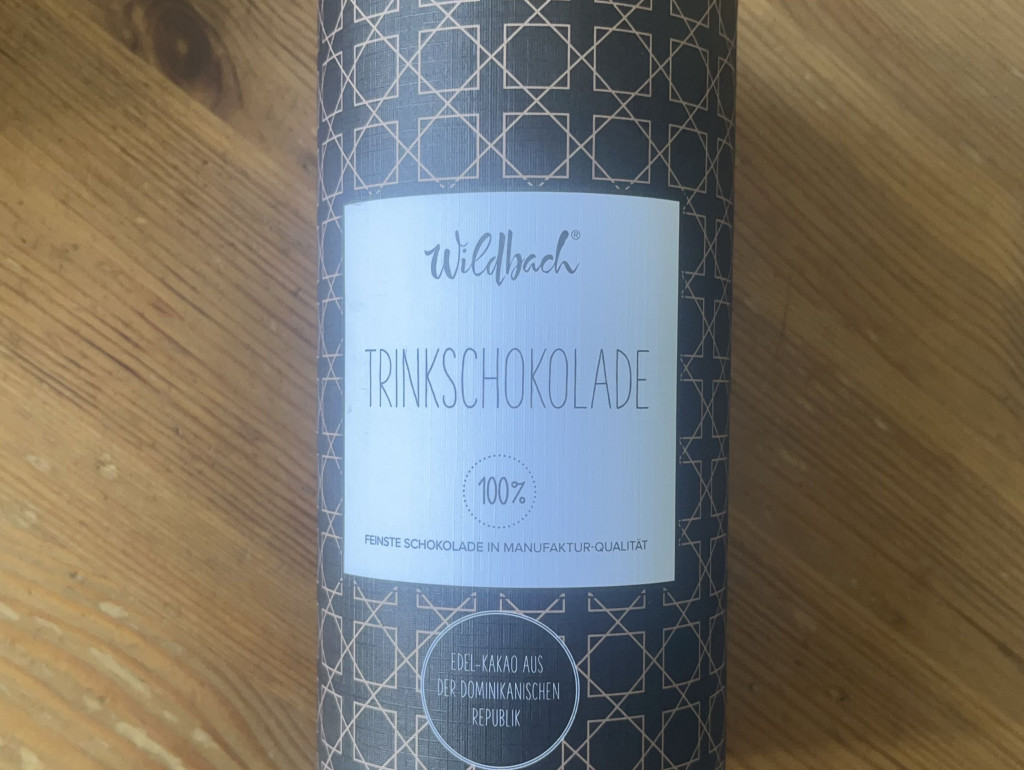 Wildbach®
TRINKSCHOKOLADE
100%
FEINSTE SCHOKOLADE IN MANUFAKTUR-QUALITÄT
EDEL-KAKAO AUS
DER DOMINIKANISCHEN
REPUBLIK